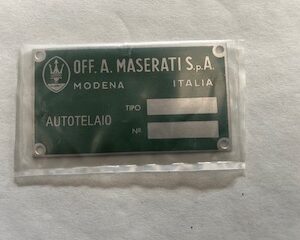 OFF. A. MASERATI S.p.A.
MODENA ITALIA
TIPO
AUTOTELAIO
No